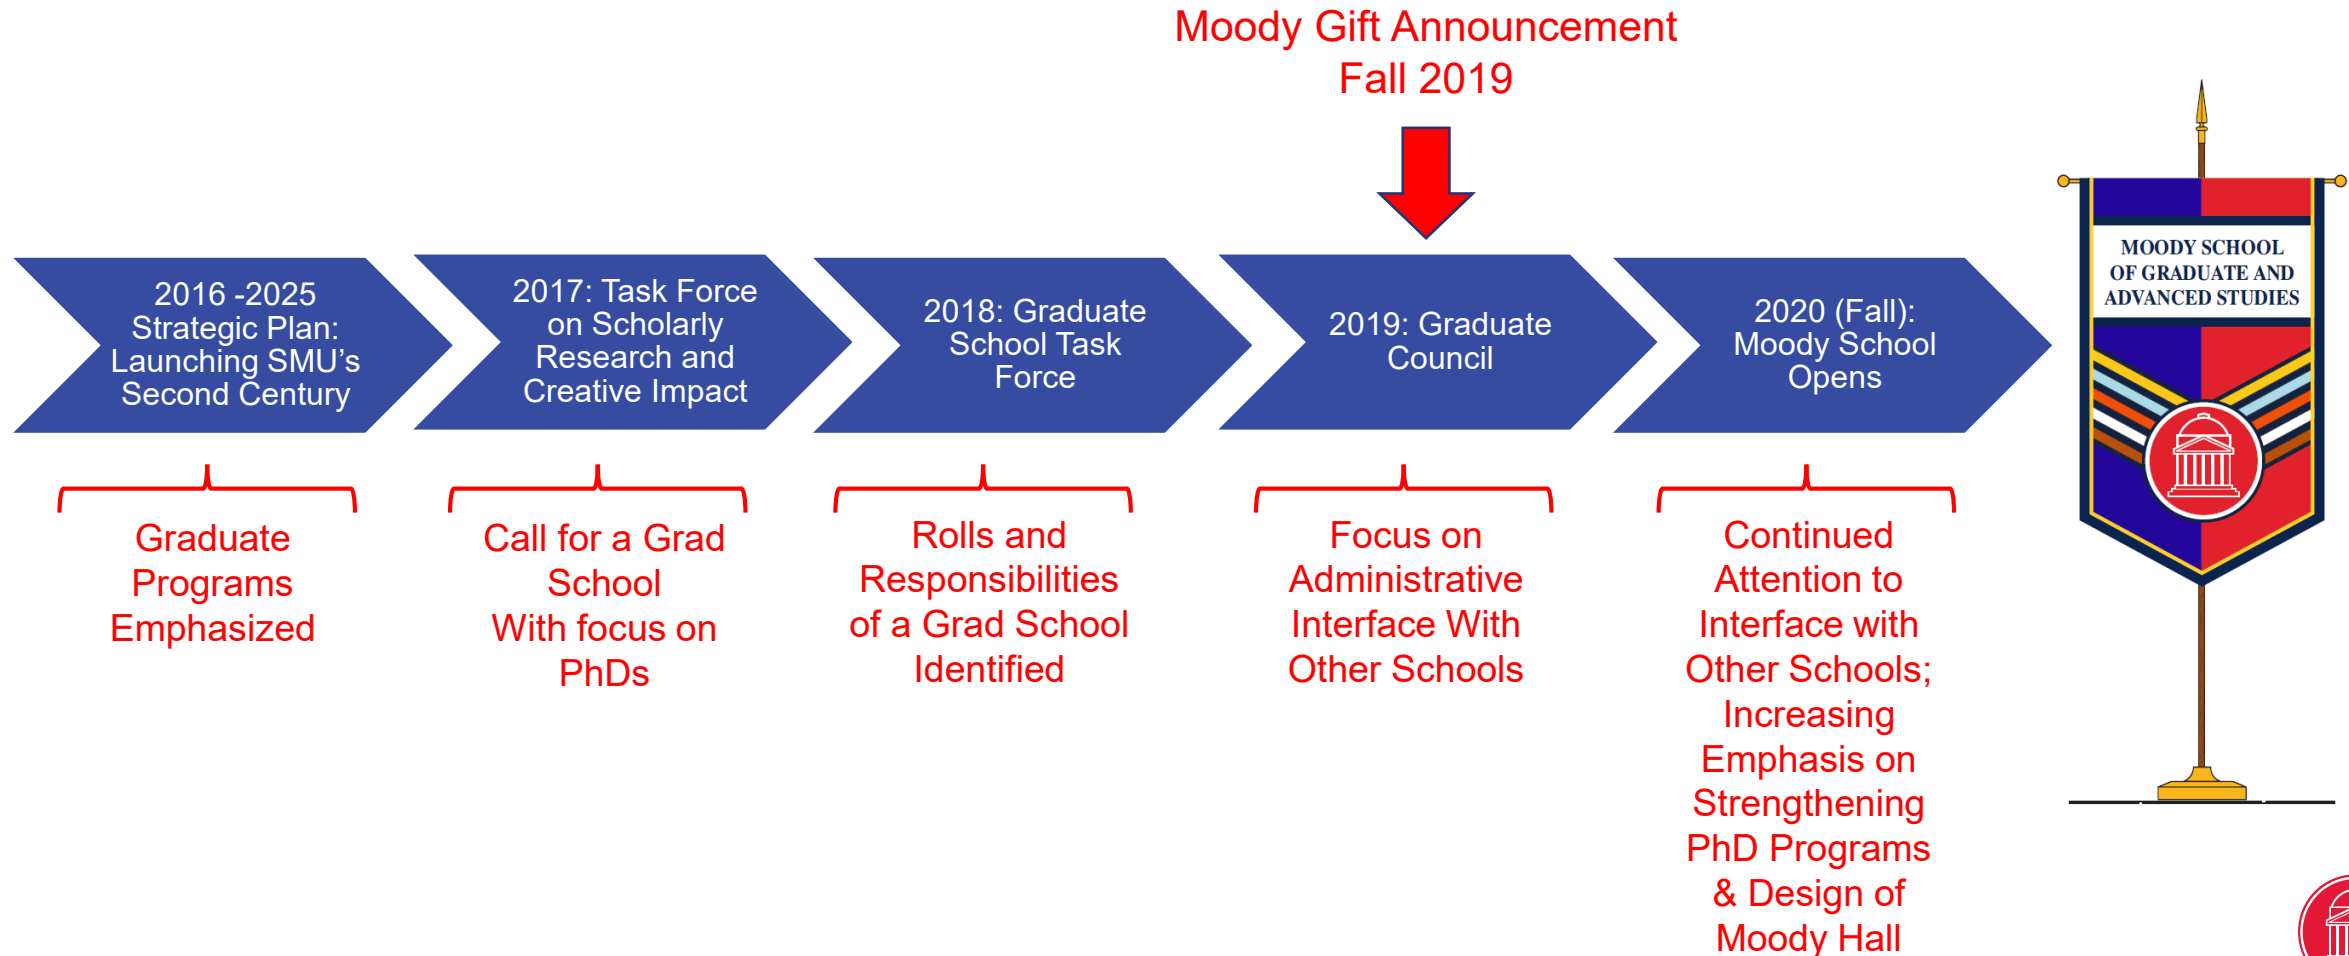 Moody Gift Announcement
Fall 2019
2016 -2025
Strategic Plan:
Launching SMU’s
Second Century
2017: Task Force
on Scholarly
Research and
Creative Impact
2018: Graduate
School Task
Force
2019: Graduate
Council
2020 (Fall):
Moody School
Opens
MOODY SCHOOL
OF GRADUATE AND
ADVANCED STUDIES
Graduate
Programs
Emphasized
Call for a Grad
School
With focus on
PhDs
Rolls and
Responsibilities
of a Grad School
Identified
Focus on
Administrative
Interface With
Other Schools
Continued
Attention to
Interface with
Other Schools;
Increasing
Emphasis on
Strengthening
PhD Programs
& Design of
Moody Hall